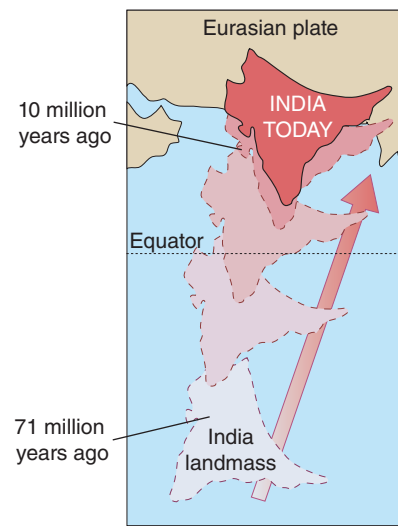 Eurasian plate
INDIA
TODAY
10 million
years ago
Equator
71 million
years ago
India
landmass